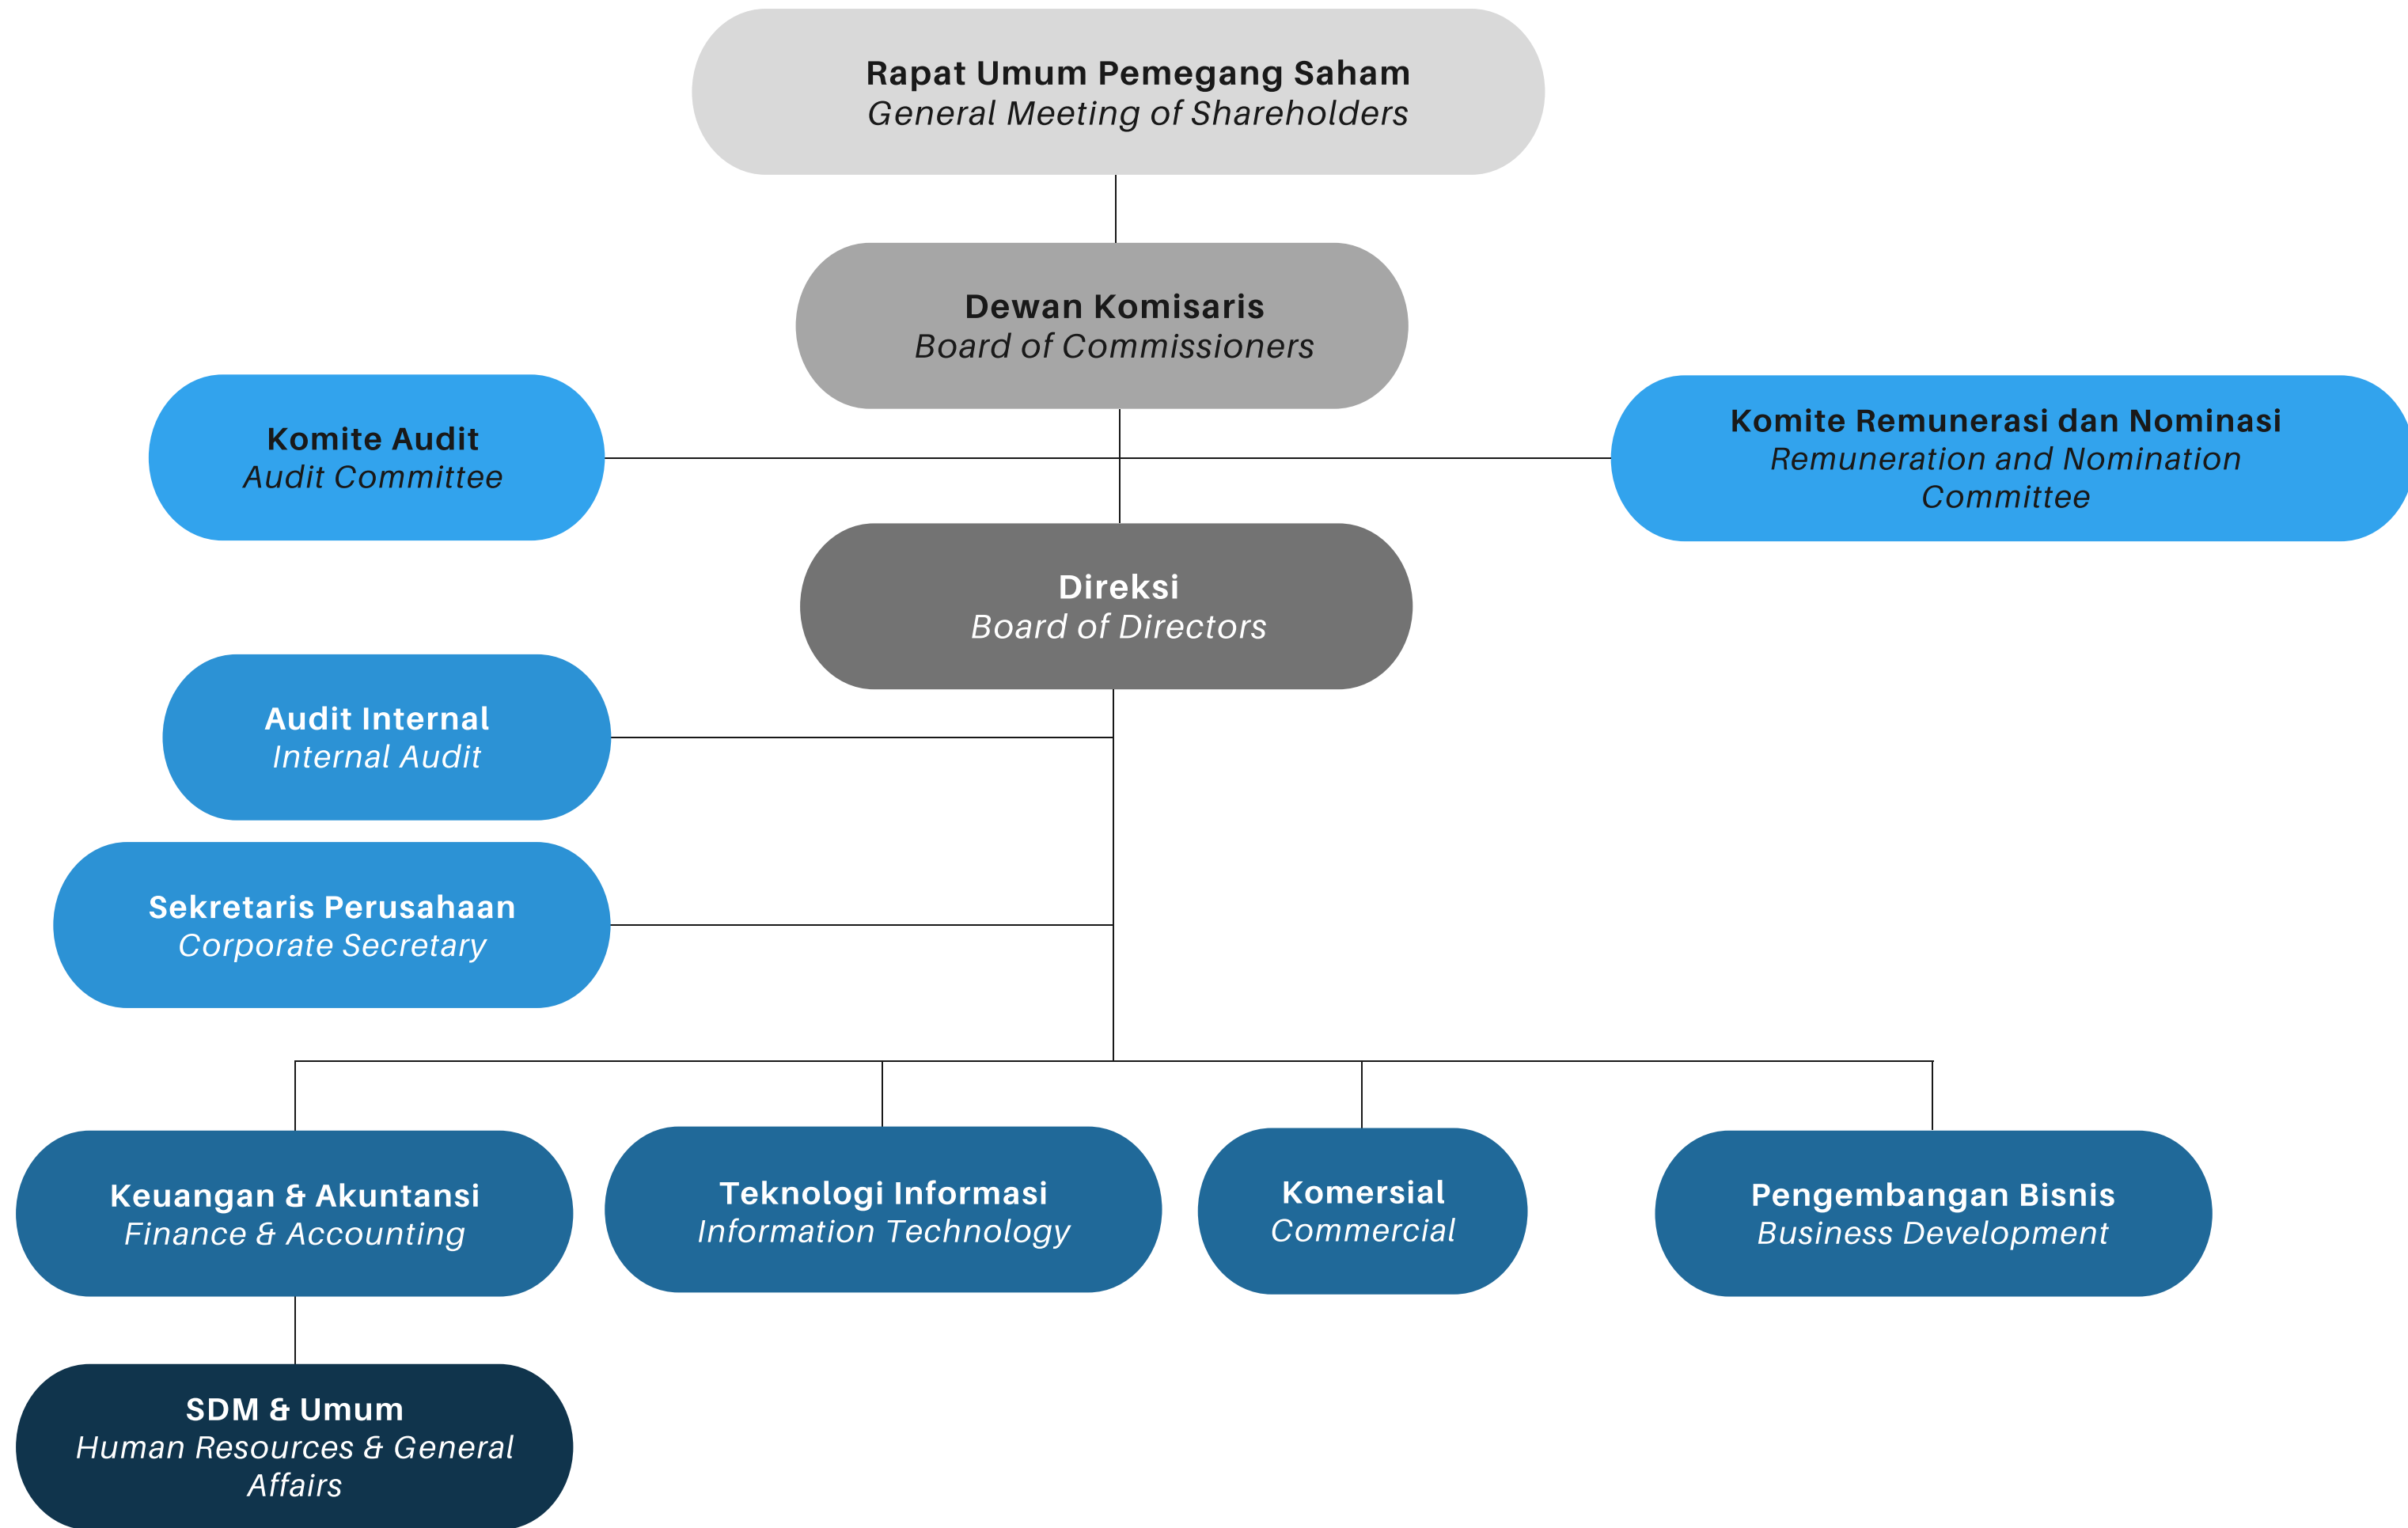 Rapat Umum Pemegang Saham
General Meeting of Shareholders
Dewan Komisaris
Board of Commissioners
Komite Audit
Audit Committee
Komite Remunerasi dan Nominasi
Remuneration and Nomination
Committee
Direksi
Board of Directors
Audit Internal
Internal Audit
Sekretaris Perusahaan
Corporate Secretary
Keuangan & Akuntansi
Finance & Accounting
Teknologi Informasi
Information Technology
Komersial
Commercial
Pengembangan Bisnis
Business Development
SDM & Umum
Human Resources & General
Affairs